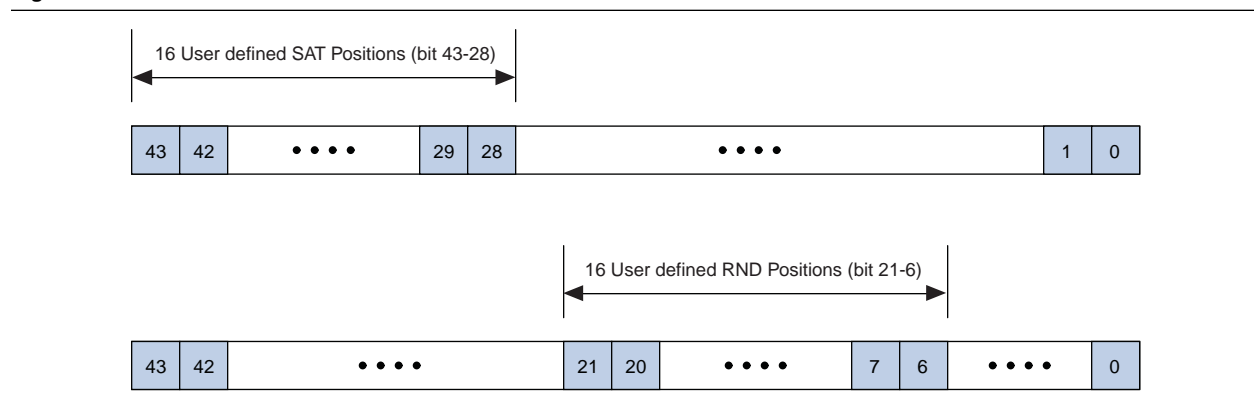 16 User defined SAT Positions (bit 43-28)
43 42 •••• 29 28 •••• 1 0
16 User defined RND Positions (bit 21-6)
43 42 •••• 21 20 •••• 7 6 •••• 0